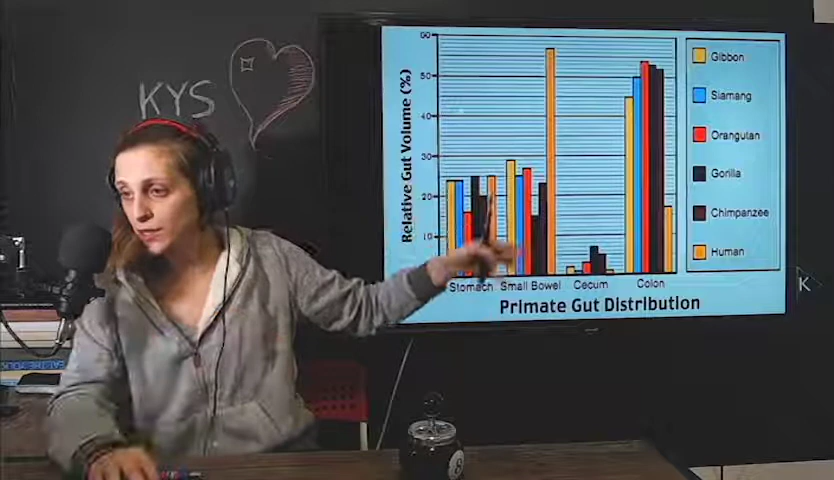 KYS
60
50
40
30
20
10
Relative Gut Volume (%)
Stomach Small Bowel Cecum Colon
Primate Gut Distribution
Gibbon
Siamang
Orangutan
Gorilla
Chimpanzee
Human
K
8